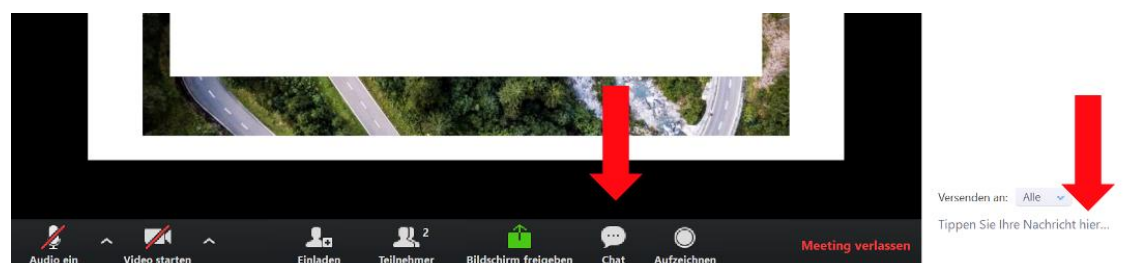 Versenden an: Alle
Tippen Sie Ihre Nachricht hier...
2
Audio ein Video starten Einladen Teilnehmer Bildschirm freigeben Chat Aufzeichnen Meeting verlassen